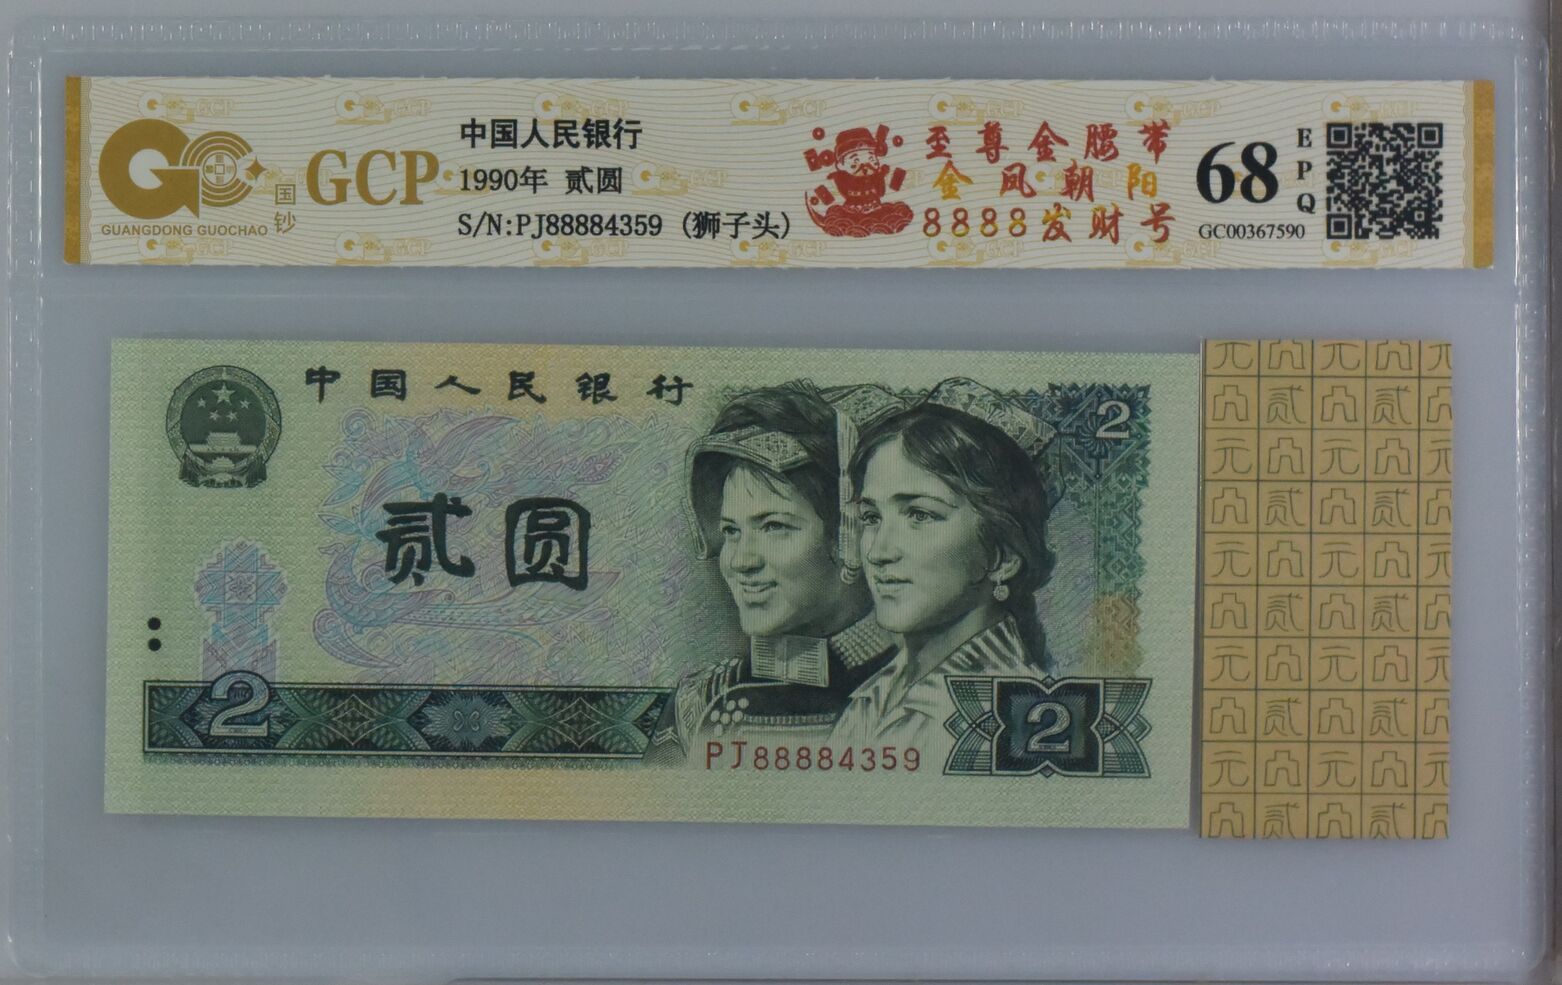 GCP
国钞
GUANGDONG GUOCHAO
中国人民银行
1990年 贰圆
S/N:PJ88884359 (狮子头)
至尊金腰带
金凤朝阳
8888发财号
68
EPQ
GC00367590
中国人民银行
2
贰圆
2
PJ88884359
2